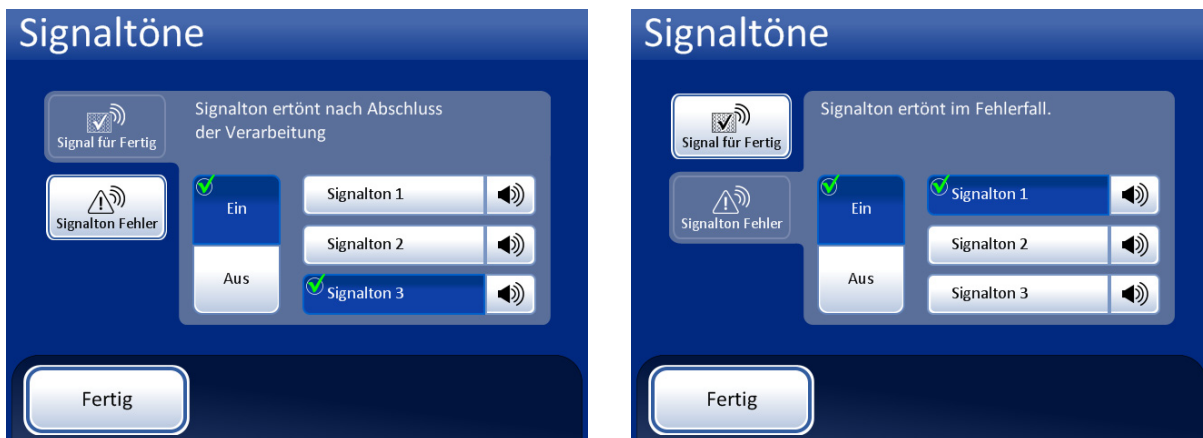 Signaltöne
Signal für Fertig
Signalton ertönt nach Abschluss
der Verarbeitung
Signalton Fehler
Ein
Aus
Signalton 1
Signalton 2
Signalton 3
Fertig
Signaltöne
Signal für Fertig
Signalton ertönt im Fehlerfall.
Signalton Fehler
Ein
Aus
Signalton 1
Signalton 2
Signalton 3
Fertig